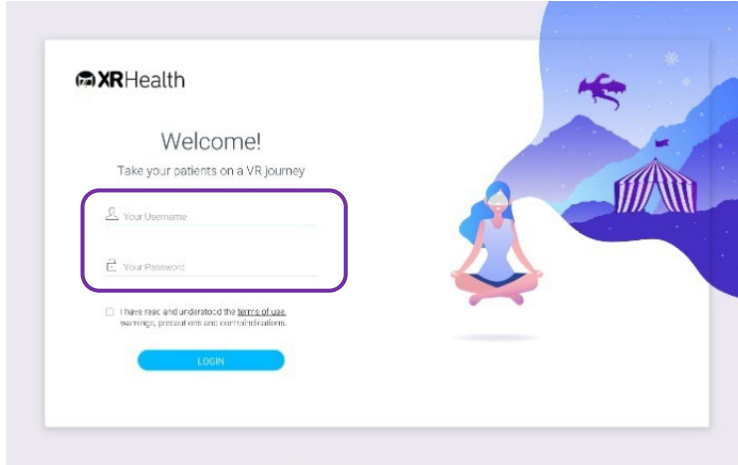 XRHealth
Welcome!
Take your patients on a VR journey
Your Username
Your Password
I have read and understood the terms of use,
warnings, precautions and contraindications.
LOGIN